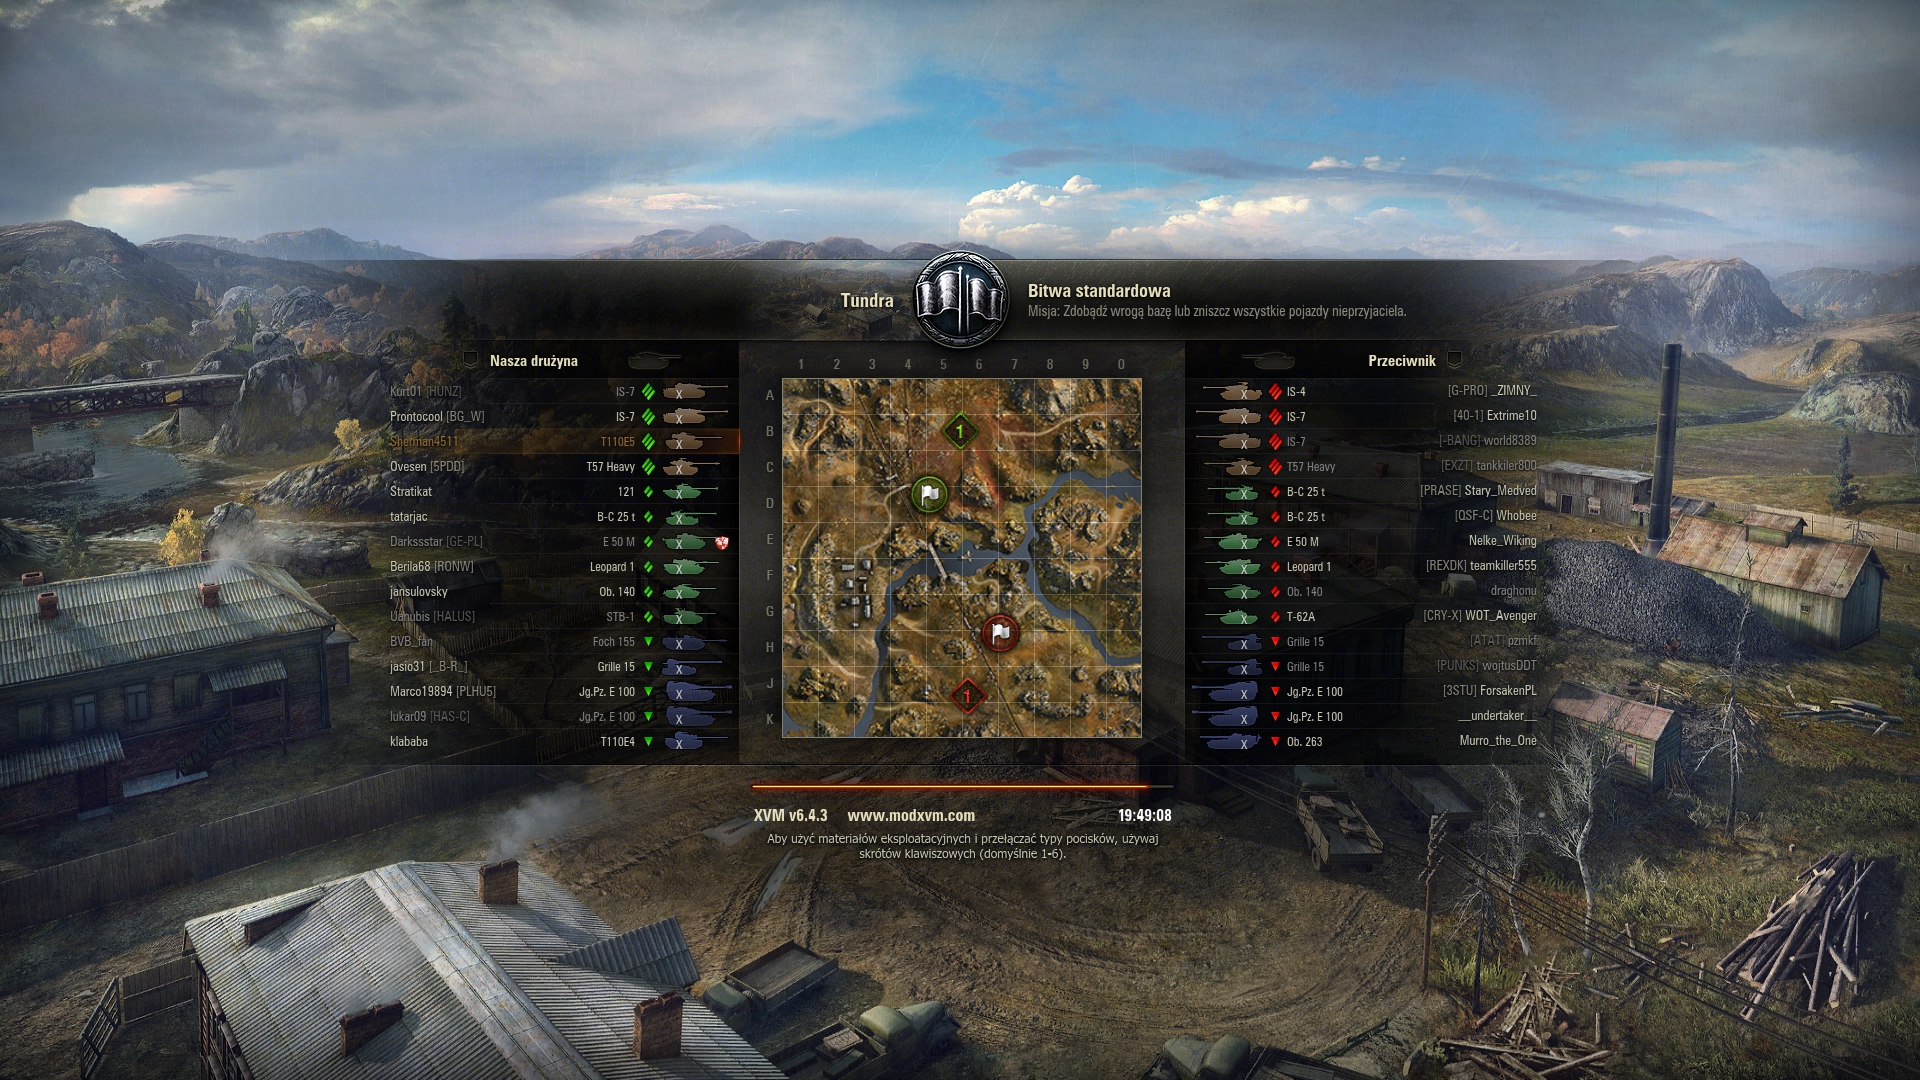 Tundra
Bitwa standardowa
Misja: Zdobądź wrogą bazę lub zniszcz wszystkie pojazdy nieprzyjaciela.
Nasza drużyna
Kurt01 [HUNZ] IS-7 X
Prontocool [BG_W] IS-7 X
Sherman4511 T110E5 X
Ovesen [5PDD] T57 Heavy X
Stratikat 121 X
tatarjac B-C 25 t X
Darkssstar [GE-PL] E 50 M X
Berila68 [RONW] Leopard 1 X
jansulovsky Ob. 140 X
Uanubis [HALUS] STB-1 X
BVB_fan Foch 155 X
jasio31 [_B-R_] Grille 15 X
Marco19894 [PLHU5] Jg.Pz. E 100 X
lukar09 [HAS-C] Jg.Pz. E 100 X
klababa T110E4 X
1 2 3 4 5 6 7 8 9 0
A
B
C
D
E
F
G
H
J
K
1
1
Przeciwnik
X IS-4 [G-PRO] _ZIMNY_
X IS-7 [40-1] Extrime10
X IS-7 [-BANG] world8389
X T57 Heavy [EXZT] tankkiler800
X B-C 25 t [PRASE] Stary_Medved
X B-C 25 t [QSF-C] Whobee
X E 50 M Nelke_Wiking
X Leopard 1 [REXDK] teamkiller555
X Ob. 140 draghonu
X T-62A [CRY-X] WOT_Avenger
X Grille 15 [ATAT] pzmkf
X Grille 15 [PUNKS] wojtusDDT
X Jg.Pz. E 100 [3STU] ForsakenPL
X Jg.Pz. E 100 __undertaker__
X Ob. 263 Murro_the_One
XVM v6.4.3 www.modxvm.com 19:49:08
Aby użyć materiałów eksploatacyjnych i przełączać typy pocisków, używaj
skrótów klawiszowych (domyślnie 1-6).